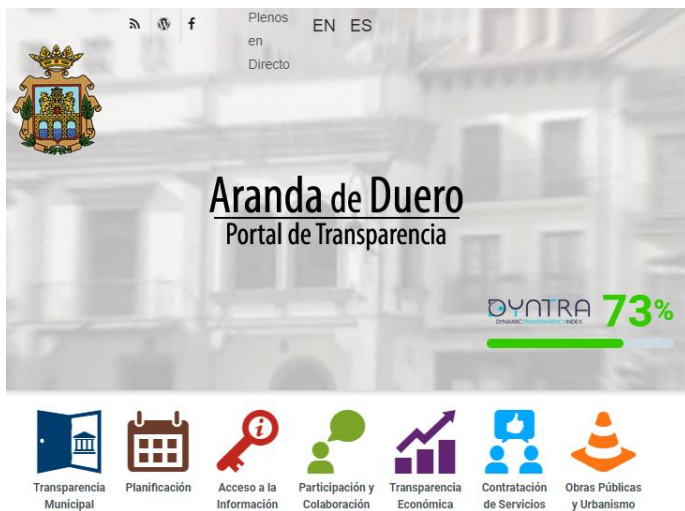 Plenos
en
Directo
EN ES
Aranda de Duero
Portal de Transparencia
DYNTRA 73%
DYNAMIC TRANSPARENCY INDEX
Transparencia
Municipal
Planificación
Acceso a la
Información
Participación y
Colaboración
Transparencia
Económica
Contratación
de Servicios
Obras Públicas
y Urbanismo